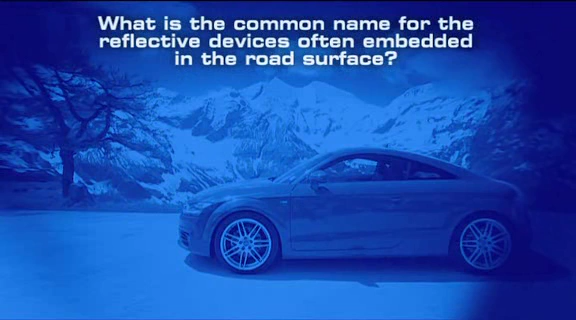 What is the common name for the
reflective devices often embedded
in the road surface?